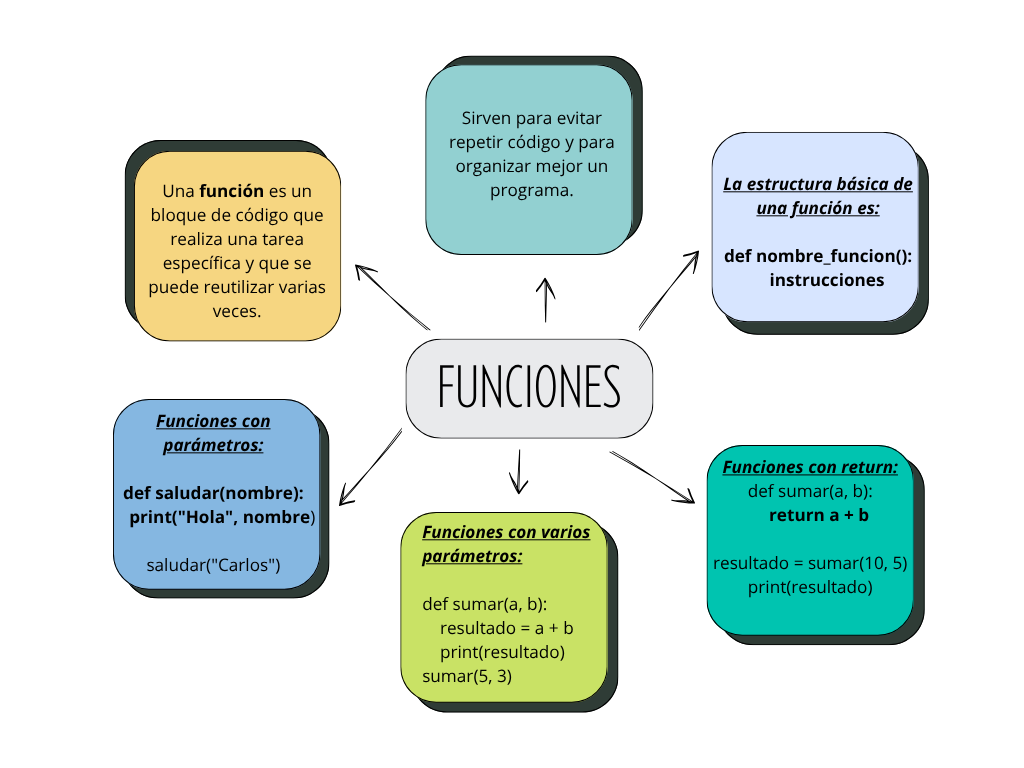 Sirven para evitar
repetir código y para
organizar mejor un
programa.
Una función es un
bloque de código que
realiza una tarea
específica y que se
puede reutilizar varias
veces.
La estructura básica de
una función es:
def nombre_funcion():
instrucciones
FUNCIONES
Funciones con
parámetros:
def saludar(nombre):
print("Hola", nombre)
saludar("Carlos")
Funciones con varios
parámetros:
def sumar(a, b):
resultado = a + b
print(resultado)
sumar(5, 3)
Funciones con return:
def sumar(a, b):
return a + b
resultado = sumar(10, 5)
print(resultado)